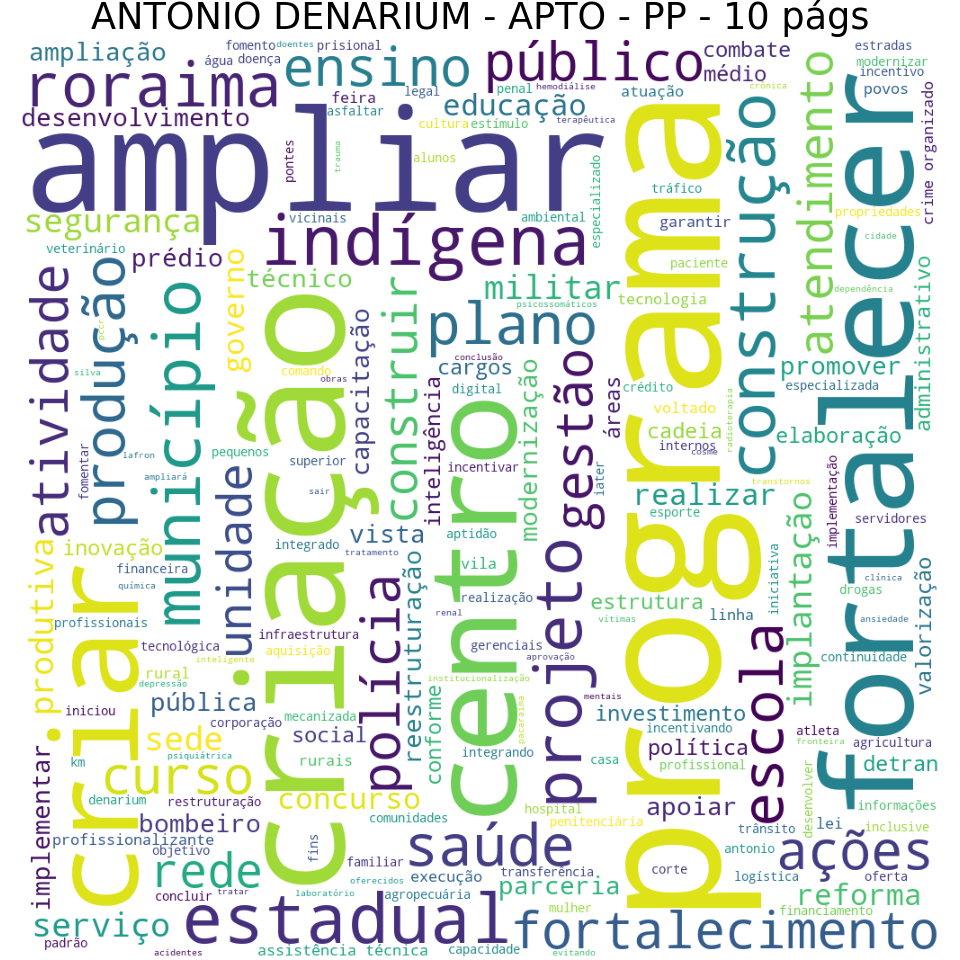 ANTONIO DENARIUM - APTO - PP - 10 págs
ampliação
fomento
doentes
prisional
água
doença
ensino
público
combate
médio
estradas
modernizar
incentivo
roraima
feira
legal
asfaltar
educação
penal
hemodiálise
atuação
crônica
povos
desenvolvimento
cultura
estímulo
terapêutica
ampliar
pontes
trauma
alunos
especializado
tráfico
programa
construção
atendimento
fortalecer
crime organizado
segurança
vicinais
ambiental
garantir
propriedades
cidade
indígena
veterinário
prédio
governo
técnico
militar
psicossomáticos
paciente
tecnologia
dependência
administrativo
atividade
produção
pccr
município
criação
capacitação
construir
plano
conclusão
cargos
gestão
áreas
promover
especializada
silva
comando
obras
digital
crédito
voltado
cadeia
internos
cosme
radioterapia
elaboração
fomentar
lafron
ampliará
pequenos
unidade
superior
sair
inteligência
incentivar
centro
modernização
iater
transtornos
realizar
esporte
implantação
implementação
servidores
produtiva
inovação
financeira
química
integrado
vista
tratamento
aptidão
projeto
vila
realização
renal
estrutura
vítimas
linha
iniciativa
clínica
drogas
ansiedade
valorização
criar
profissionais
tecnológica
inteligente
infraestrutura
aquisição
polícia
reestruturação
gerenciais
aprovação
escola
continuidade
rural
depressão
institucionalização
mentais
iniciou
pública
corporação
mecanizada
social
conforme
pacaraima
investimento
incentivando
atleta
fronteira
agricultura
sede
psiquiátrica
rurais
integrando
casa
política
profissional
detran
implementar
km
curso
denarium
restruturação
concurso
comunidades
hospital
penitenciária
apoiar
desenvolver
informações
bombeiro
profissionalizante
objetivo
fins
saúde
trânsito
lei
inclusive
antonio
rede
concluir
tratar
familiar
oferecidos
laboratório
execução
agropecuária
transferência
parceria
corte
ações
logística
oferta
reforma
serviço
padrão
acidentes
estadual
assistência técnica
capacidade
mulher
fortalecimento
evitando
financiamento